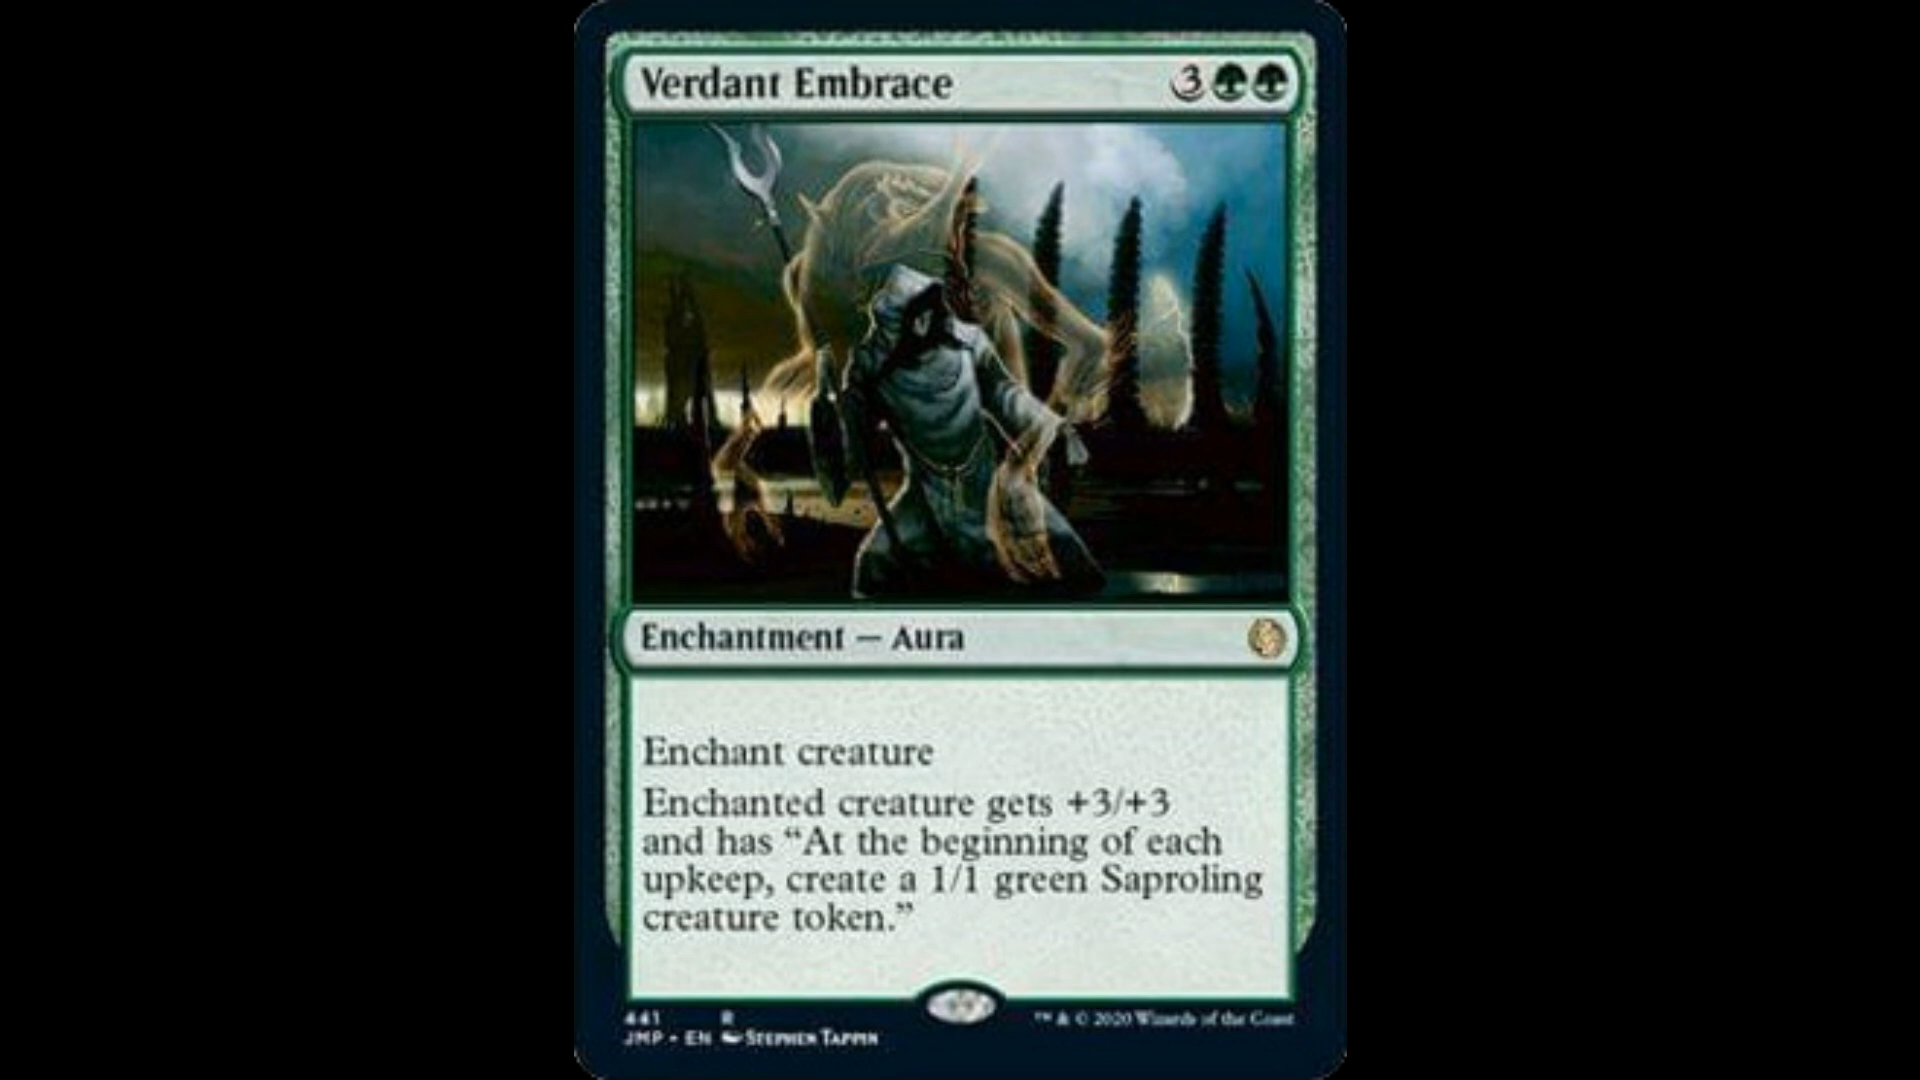 Verdant Embrace 3
Enchantment — Aura
Enchant creature
Enchanted creature gets +3/+3
and has “At the beginning of each
upkeep, create a 1/1 green Saproling
creature token.”
441 R
™ & © 2020 Wizards of the Coast
JMP • EN Stephen Tappin